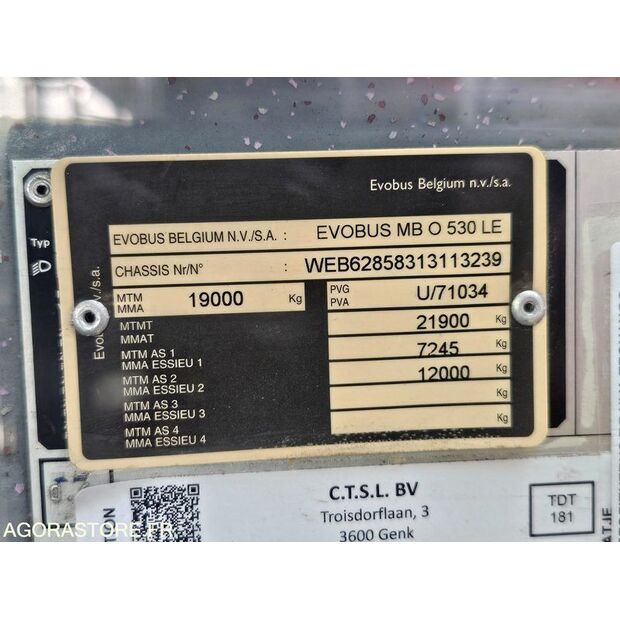 Evobus Belgium n.v./s.a.
Typ
EVOBUS BELGIUM N.V./S.A. : EVOBUS MB O 530 LE
CHASSIS Nr/N° : WEB62858313113239
MTM
MMA 19000 Kg
PVG
PVA U/71034
MTMT
MMAT 21900 Kg
MTM AS 1
MMA ESSIEU 1 7245 Kg
MTM AS 2
MMA ESSIEU 2 12000 Kg
MTM AS 3
MMA ESSIEU 3 Kg
MTM AS 4
MMA ESSIEU 4
C.T.S.L. BV
Troisdorflaan, 3
3600 Genk
TDT
181
AGORASTORE.FR